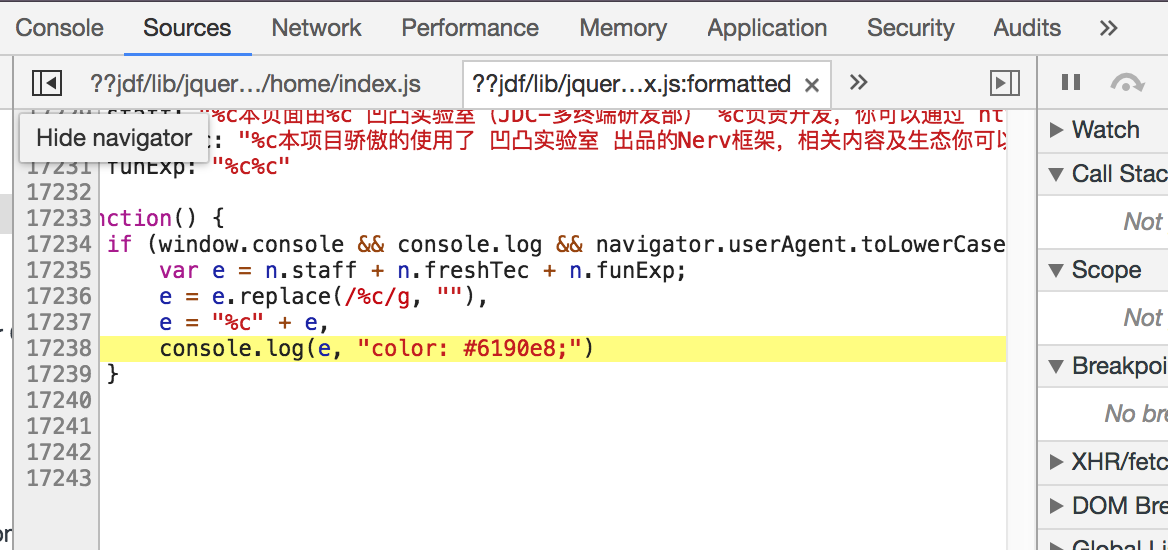 Console Sources Network Performance Memory Application Security Audits »
??jdf/lib/jquer…/home/index.js ??jdf/lib/jquer…x.js:formatted × »
staff: "%c本页面由%c 凹凸实验室（JDC-多终端研发部） %c负责开发，你可以通过 ht
Hide navigator
c: "%c本项目骄傲的使用了 凹凸实验室 出品的Nerv框架，相关内容及生态你可以
17231 funExp: "%c%c"
17232
17233 nction() {
17234 if (window.console && console.log && navigator.userAgent.toLowerCase
17235 var e = n.staff + n.freshTec + n.funExp;
17236 e = e.replace(/%c/g, ""),
17237 e = "%c" + e,
17238 console.log(e, "color: #6190e8;")
17239 }
17240
17241
17242
17243
Watch
Call Stac
Not
Scope
Not
Breakpoi
No bre
XHR/fetc
DOM Bre
Global Li